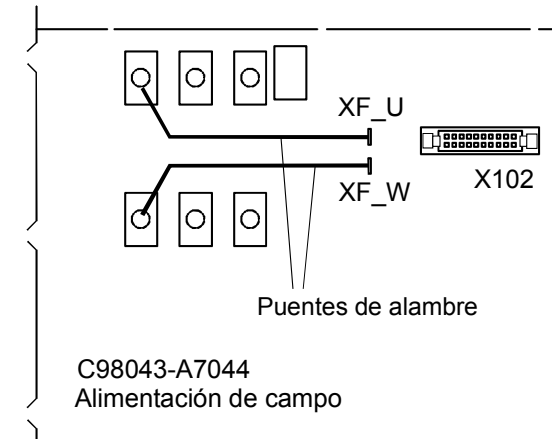 XF_U
X102
XF_W
Puentes de alambre
C98043-A7044
Alimentación de campo